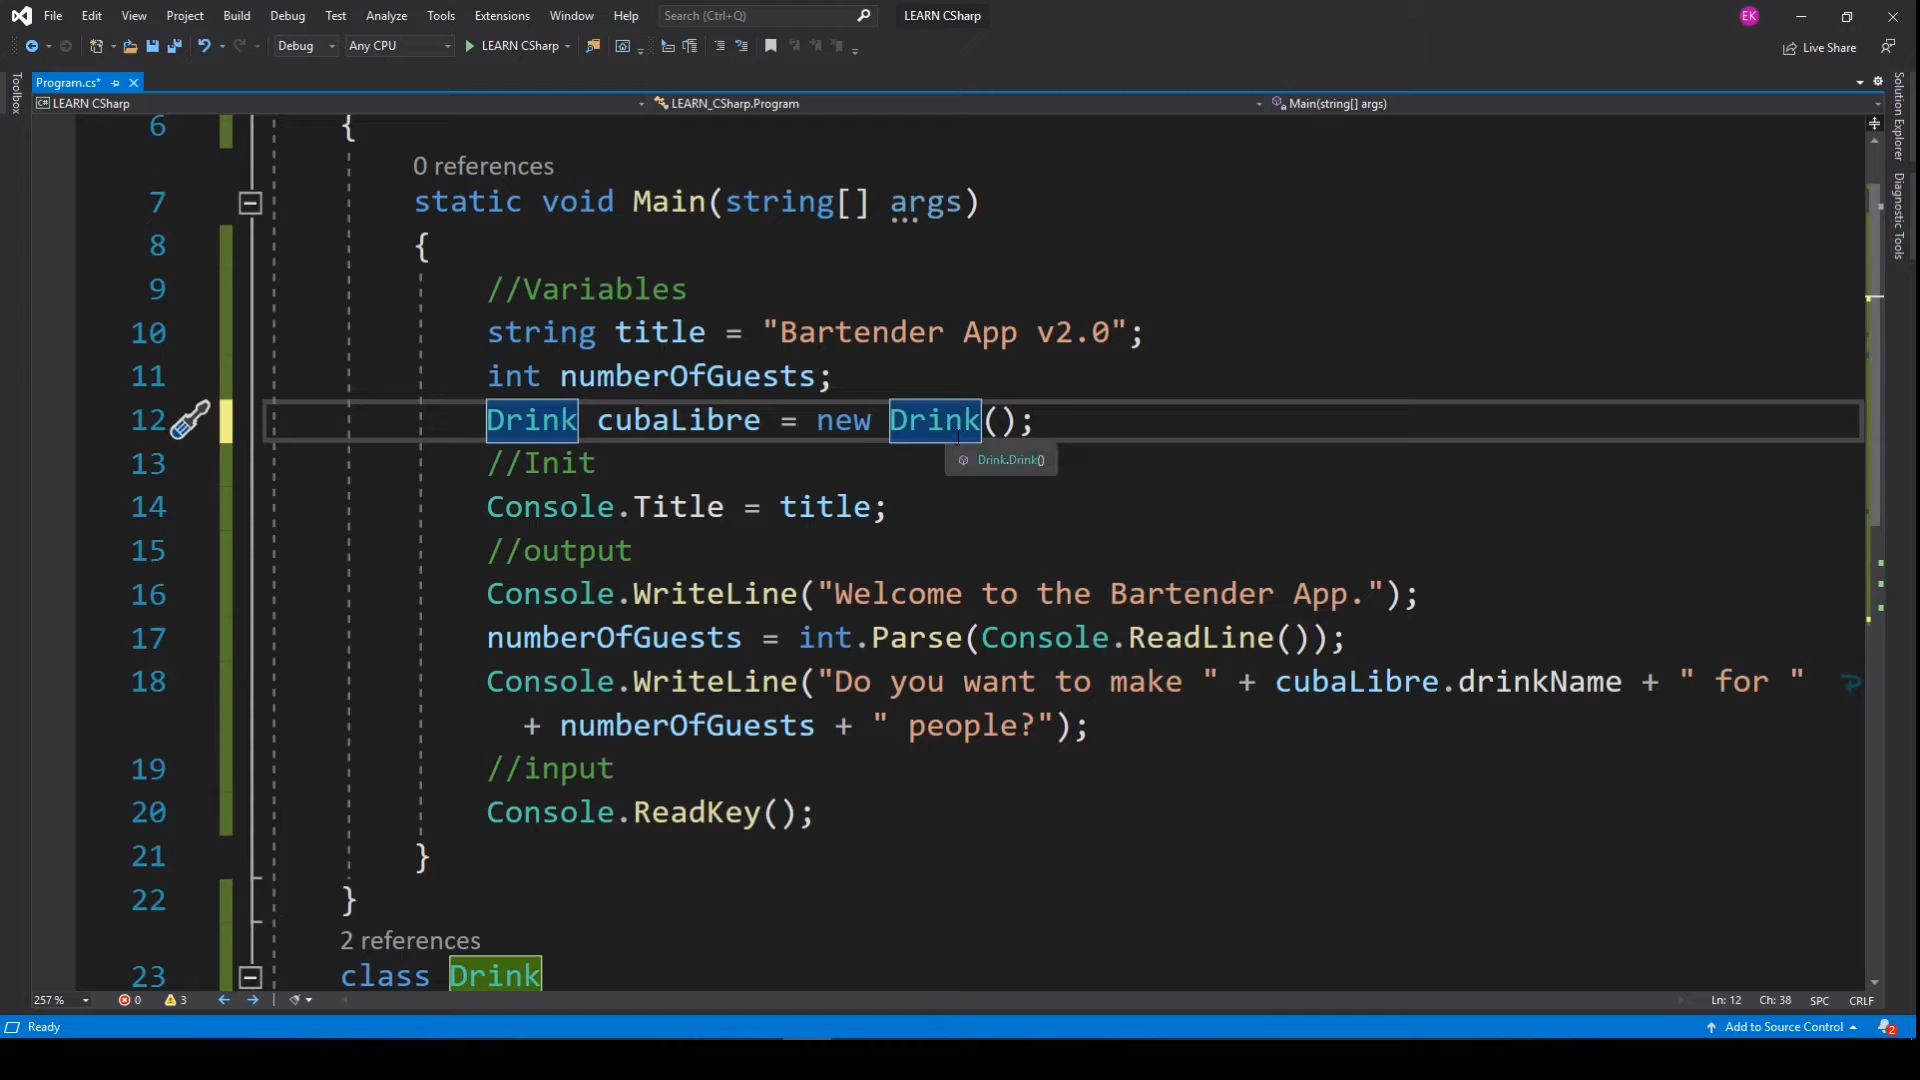 File Edit View Project Build Debug Test Analyze Tools Extensions Window Help Search (Ctrl+Q) LEARN CSharp EK
Debug Any CPU LEARN CSharp Live Share
Toolbox
Program.cs*
LEARN CSharp LEARN_CSharp.Program Main(string[] args)
Solution Explorer
Diagnostic Tools
6 {
0 references
7 static void Main(string[] args)
8 {
9 //Variables
10 string title = "Bartender App v2.0";
11 int numberOfGuests;
12 Drink cubaLibre = new Drink();
Drink.Drink()
13 //Init
14 Console.Title = title;
15 //output
16 Console.WriteLine("Welcome to the Bartender App.");
17 numberOfGuests = int.Parse(Console.ReadLine());
18 Console.WriteLine("Do you want to make " + cubaLibre.drinkName + " for "
+ numberOfGuests + " people?");
19 //input
20 Console.ReadKey();
21 }
22 }
2 references
23 class Drink
257 % 0 3 Ln: 12 Ch: 38 SPC CRLF
Ready Add to Source Control 2